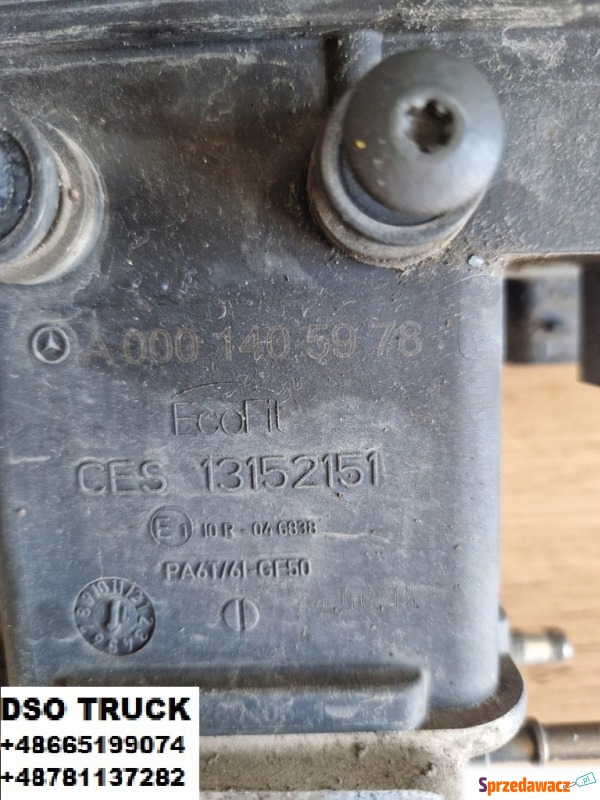 A 000 140 59 78
EcoFit
CES 13152151
E1 10 R - 04 6838
PA6T/6I-GF50
DSO TRUCK
+48665199074
+48781137282
Sprzedawacz.pl